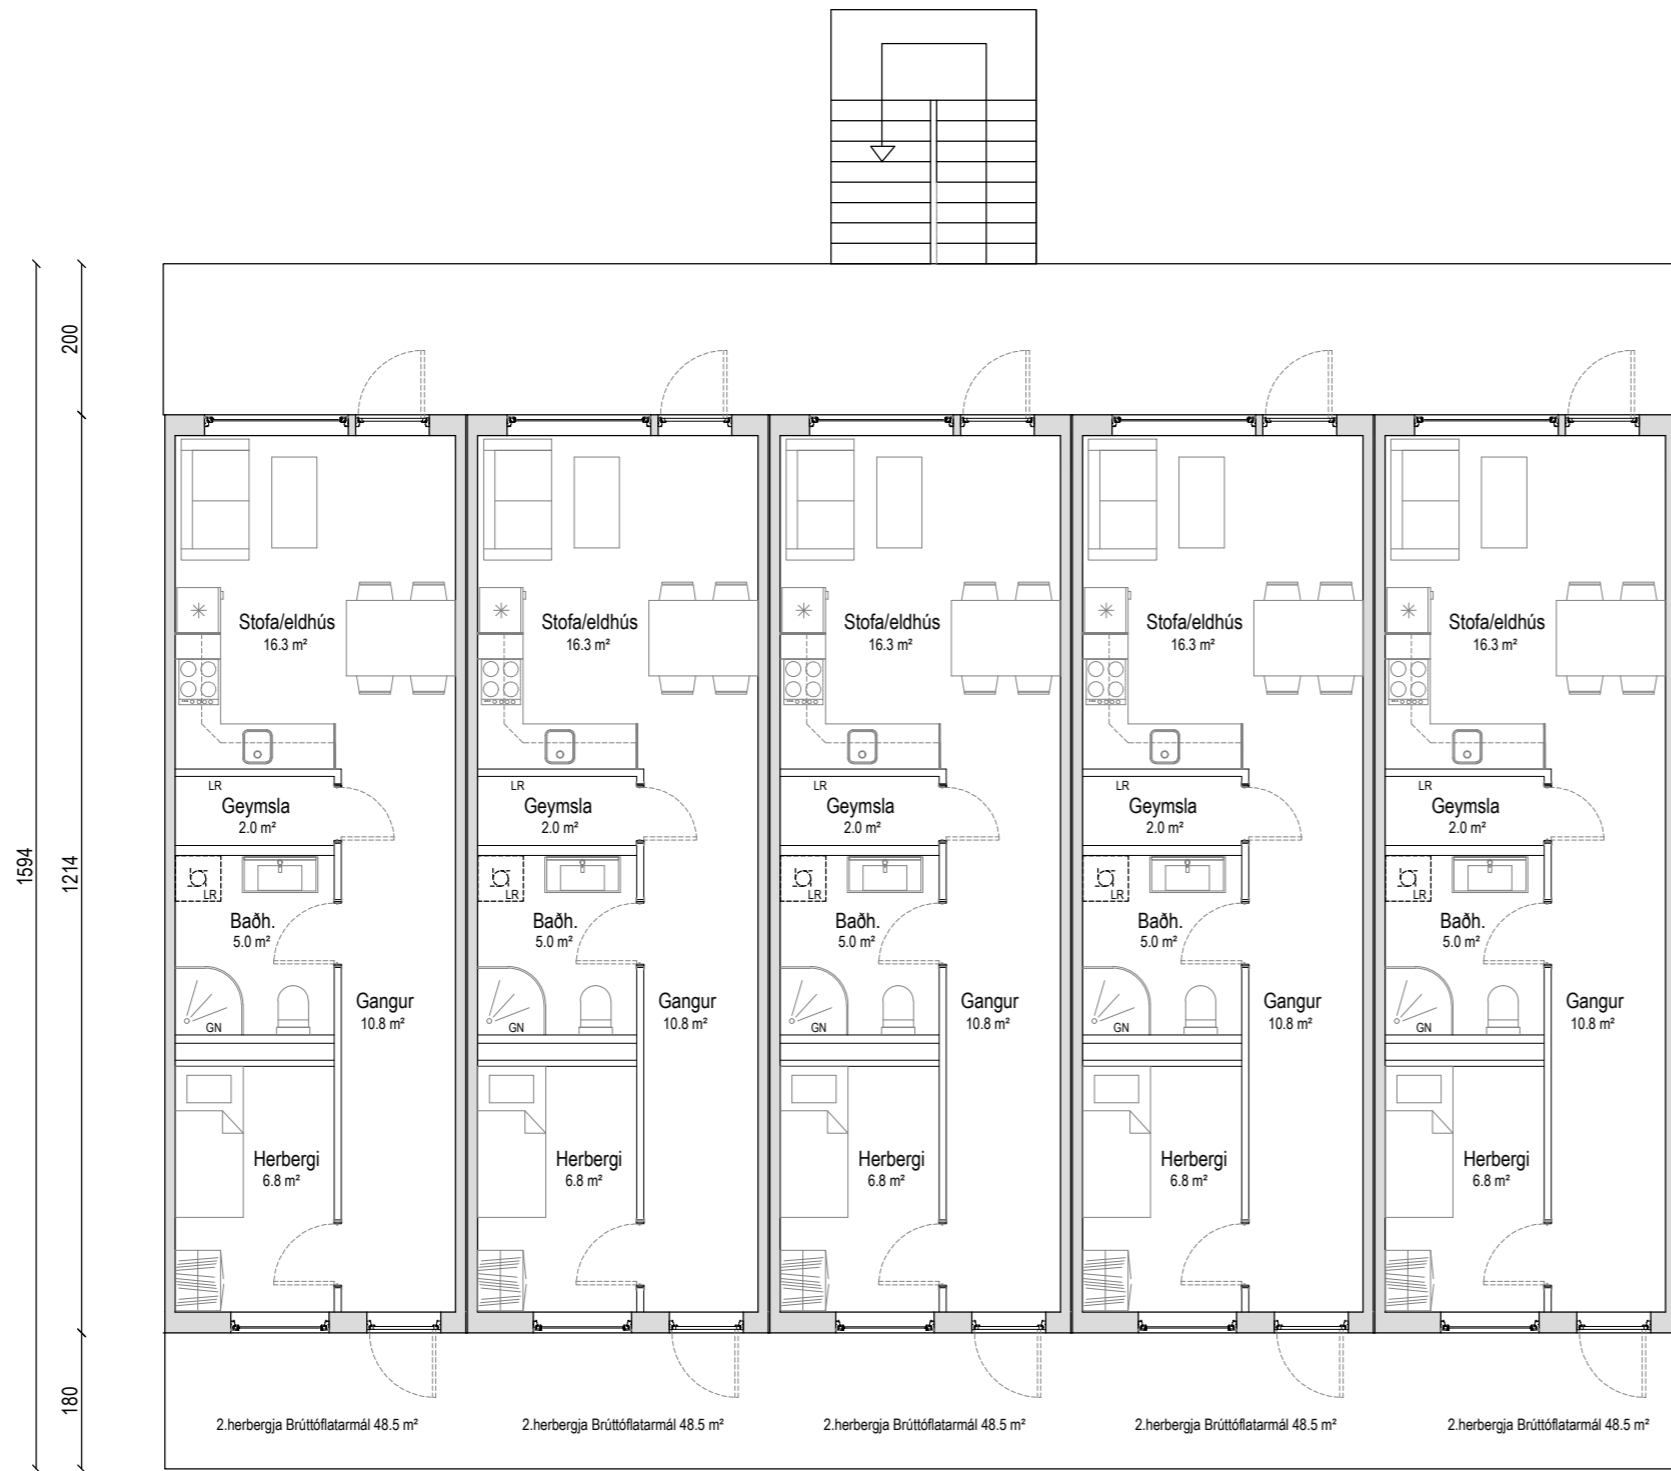 200
1594
1214
180
Stofa/eldhús
16.3 m²
Stofa/eldhús
16.3 m²
Stofa/eldhús
16.3 m²
Stofa/eldhús
16.3 m²
Stofa/eldhús
16.3 m²
LR
Geymsla
2.0 m²
LR
Geymsla
2.0 m²
LR
Geymsla
2.0 m²
LR
Geymsla
2.0 m²
LR
Geymsla
2.0 m²
LR
Baðh.
5.0 m²
LR
Baðh.
5.0 m²
LR
Baðh.
5.0 m²
LR
Baðh.
5.0 m²
LR
Baðh.
5.0 m²
GN
Gangur
10.8 m²
GN
Gangur
10.8 m²
GN
Gangur
10.8 m²
GN
Gangur
10.8 m²
GN
Gangur
10.8 m²
Herbergi
6.8 m²
Herbergi
6.8 m²
Herbergi
6.8 m²
Herbergi
6.8 m²
Herbergi
6.8 m²
2.herbergja Brúttóflatarmál 48.5 m²
2.herbergja Brúttóflatarmál 48.5 m²
2.herbergja Brúttóflatarmál 48.5 m²
2.herbergja Brúttóflatarmál 48.5 m²
2.herbergja Brúttóflatarmál 48.5 m²